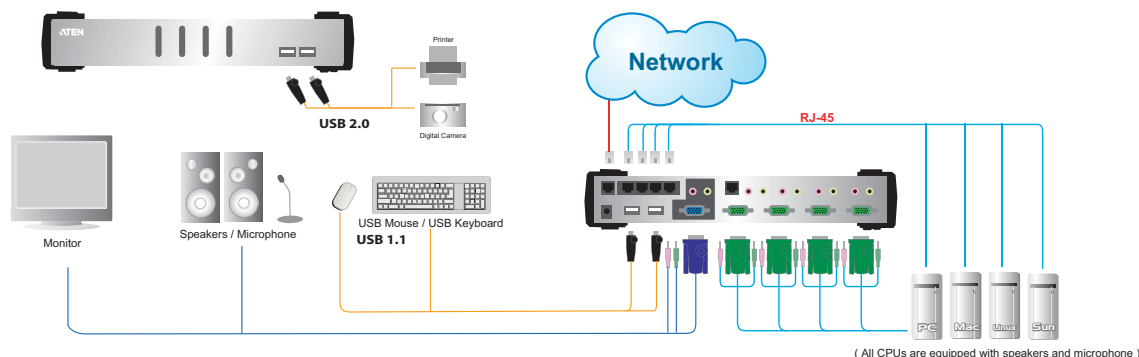 ATEN
Printer
Digital Camera
USB 2.0
Network
RJ-45
Monitor
Speakers / Microphone
USB Mouse / USB Keyboard
USB 1.1
PC
Mac
Linux
Sun
( All CPUs are equipped with speakers and microphone )